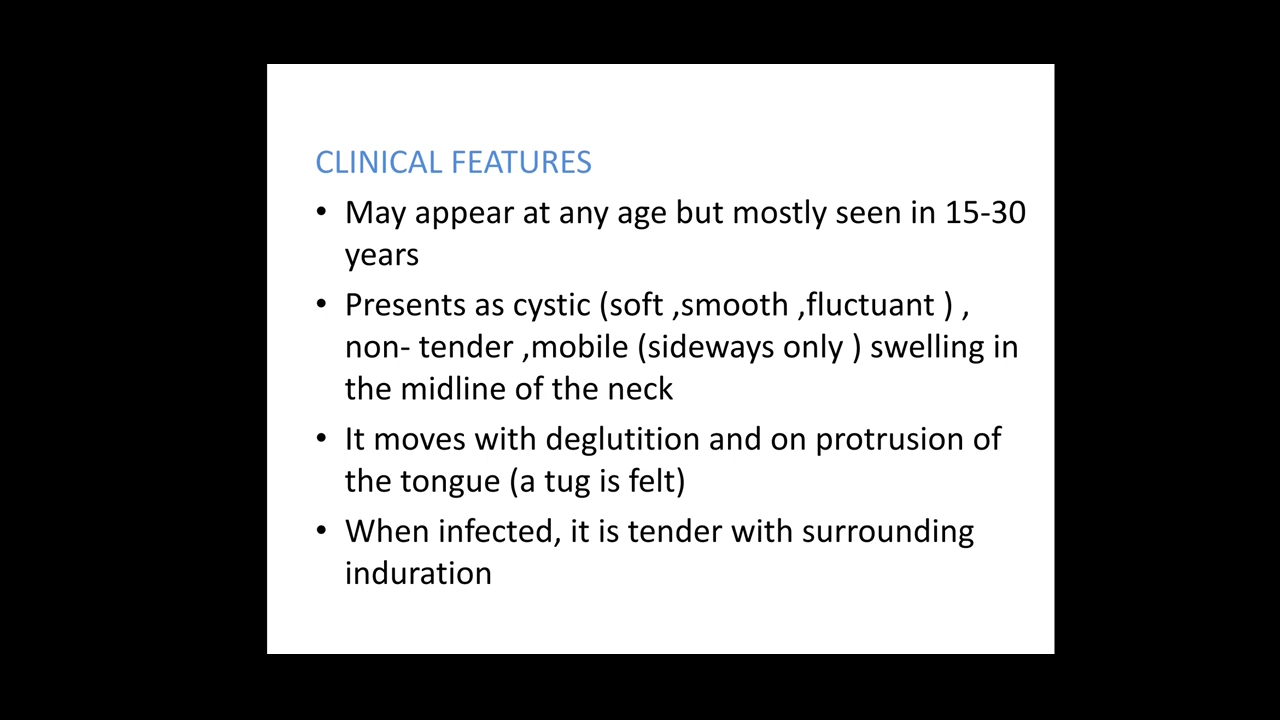 CLINICAL FEATURES
• May appear at any age but mostly seen in 15-30
years
• Presents as cystic (soft ,smooth ,fluctuant ) ,
non- tender ,mobile (sideways only ) swelling in
the midline of the neck
• It moves with deglutition and on protrusion of
the tongue (a tug is felt)
• When infected, it is tender with surrounding
induration